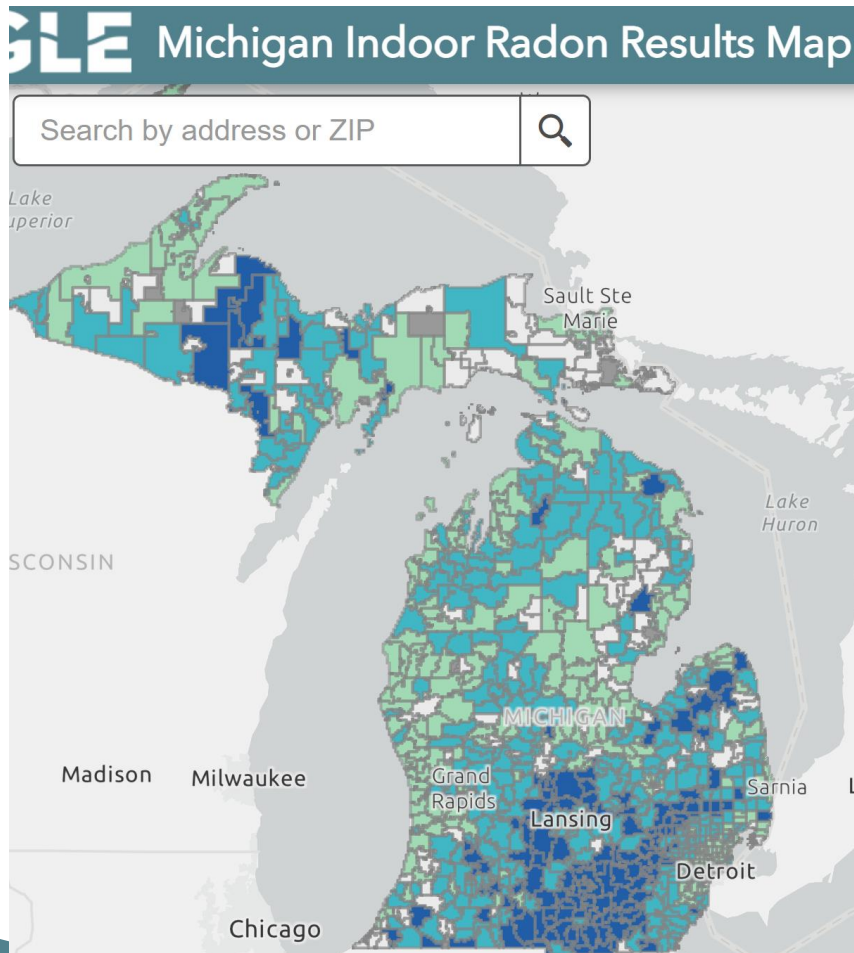 GLE Michigan Indoor Radon Results Map
Search by address or ZIP
Lake
uperior
Sault Ste
Marie
Lake
Huron
SCONSIN
MICHIGAN
Madison
Milwaukee
Grand
Rapids
Lansing
Sarnia
L
Detroit
Chicago